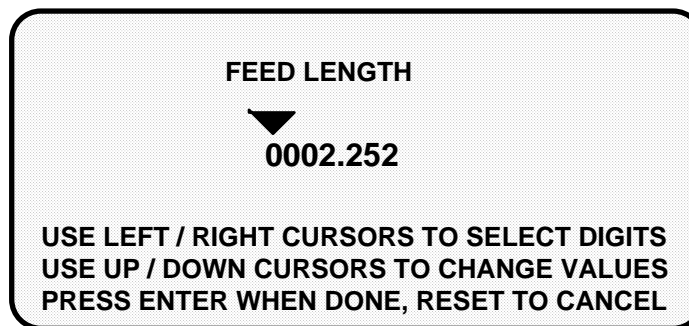 FEED LENGTH
0002.252
USE LEFT / RIGHT CURSORS TO SELECT DIGITS
USE UP / DOWN CURSORS TO CHANGE VALUES
PRESS ENTER WHEN DONE, RESET TO CANCEL